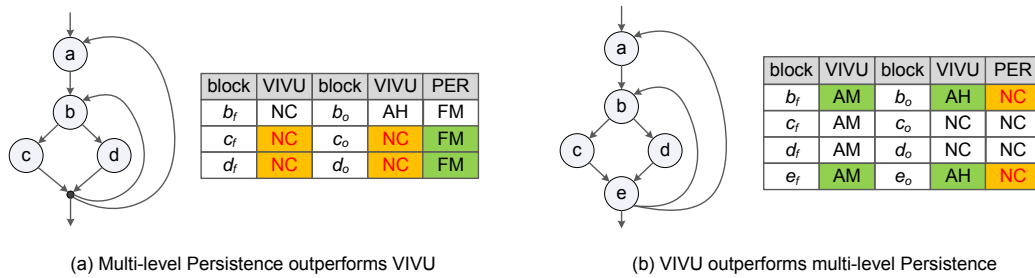 a
b
c d
block VIVU block VIVU PER
b_f NC b_o AH FM
c_f NC c_o NC FM
d_f NC d_o NC FM
(a) Multi-level Persistence outperforms VIVU
a
b
c d
e
block VIVU block VIVU PER
b_f AM b_o AH NC
c_f AM c_o NC NC
d_f AM d_o NC NC
e_f AM e_o AH NC
(b) VIVU outperforms multi-level Persistence